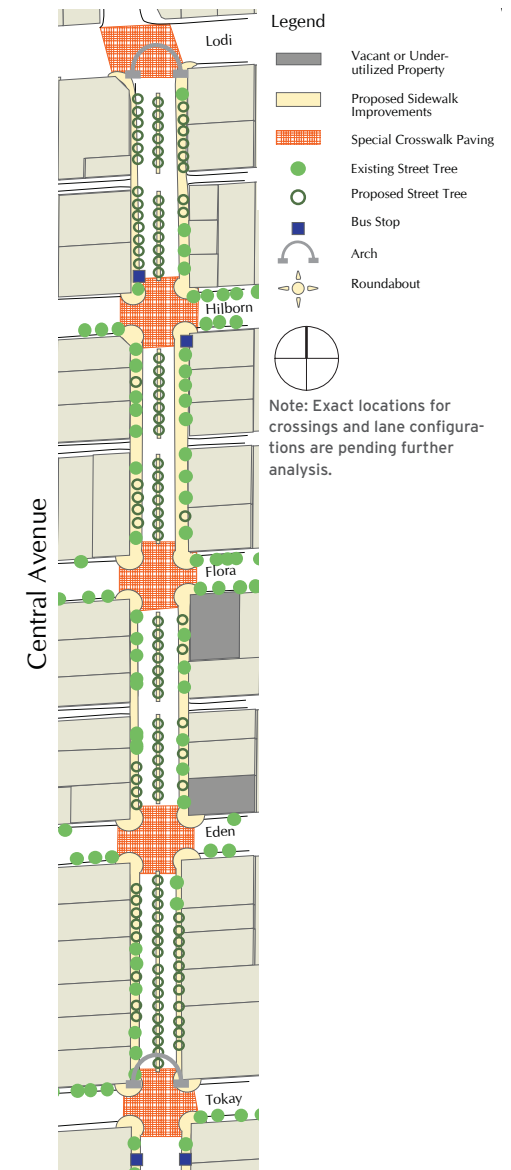 Lodi
Hilborn
Flora
Eden
Tokay
Central Avenue
Legend
Vacant or Under-
utilized Property
Proposed Sidewalk
Improvements
Special Crosswalk Paving
Existing Street Tree
Proposed Street Tree
Bus Stop
Arch
Roundabout
Note: Exact locations for
crossings and lane configura-
tions are pending further
analysis.